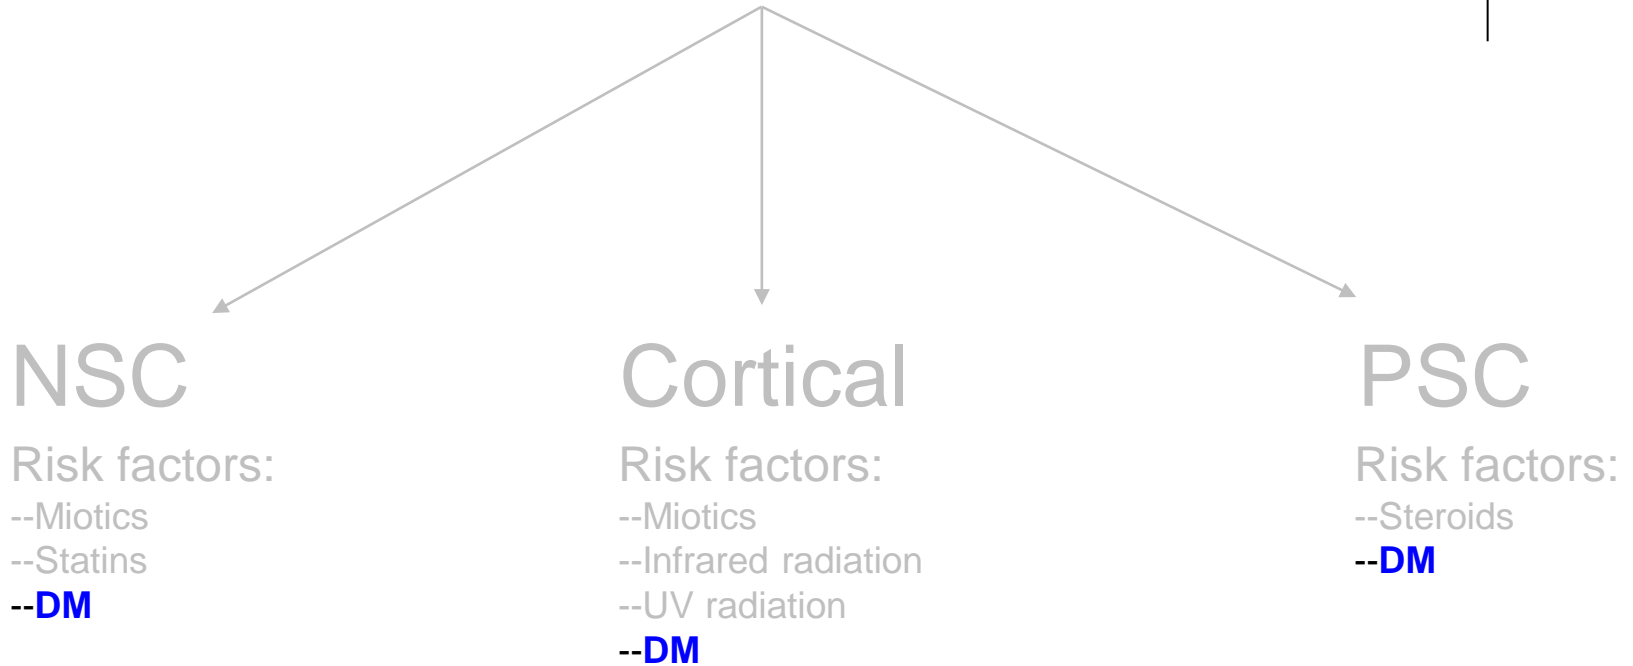 NSC
Risk factors:
--Miotics
--Statins
--DM
Cortical
Risk factors:
--Miotics
--Infrared radiation
--UV radiation
--DM
PSC
Risk factors:
--Steroids
--DM